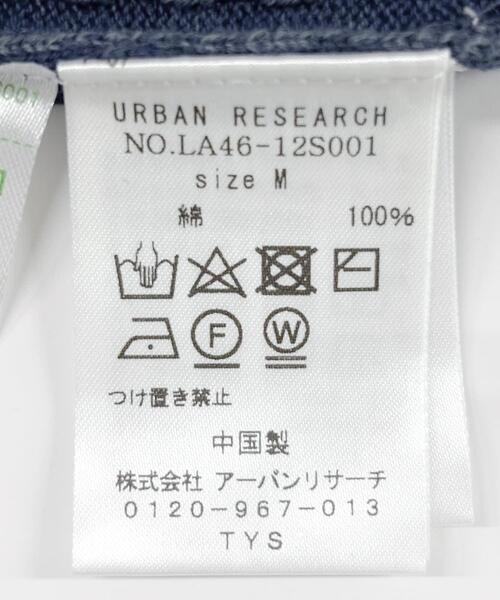 URBAN RESEARCH
NO.LA46-12S001
size M
綿 100%
F W
つけ置き禁止
中国製
株式会社 アーバンリサーチ
0120-967-013
TYS
S001